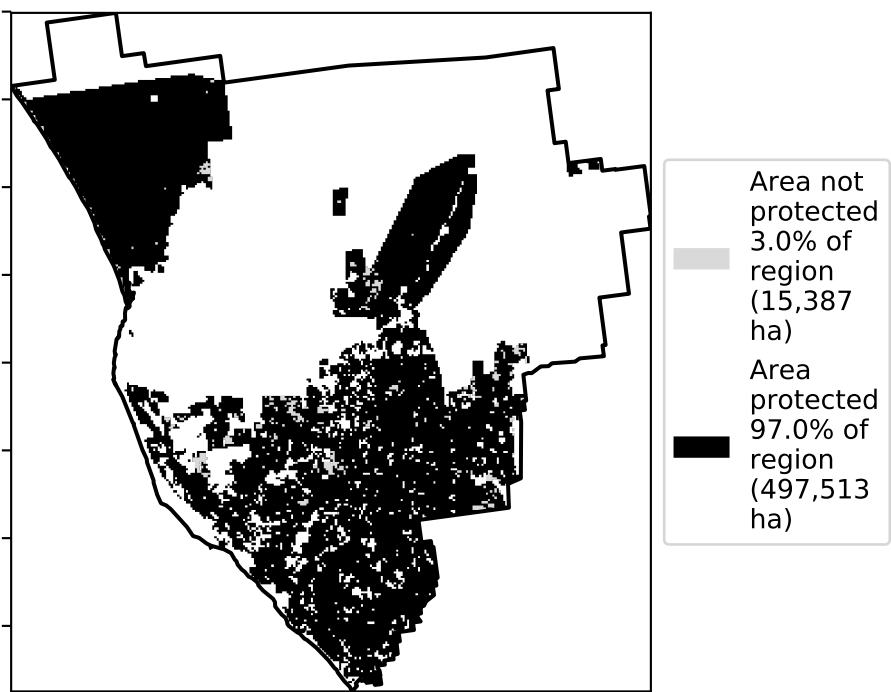 Area not
protected
3.0% of
region
(15,387
ha)
Area
protected
97.0% of
region
(497,513
ha)